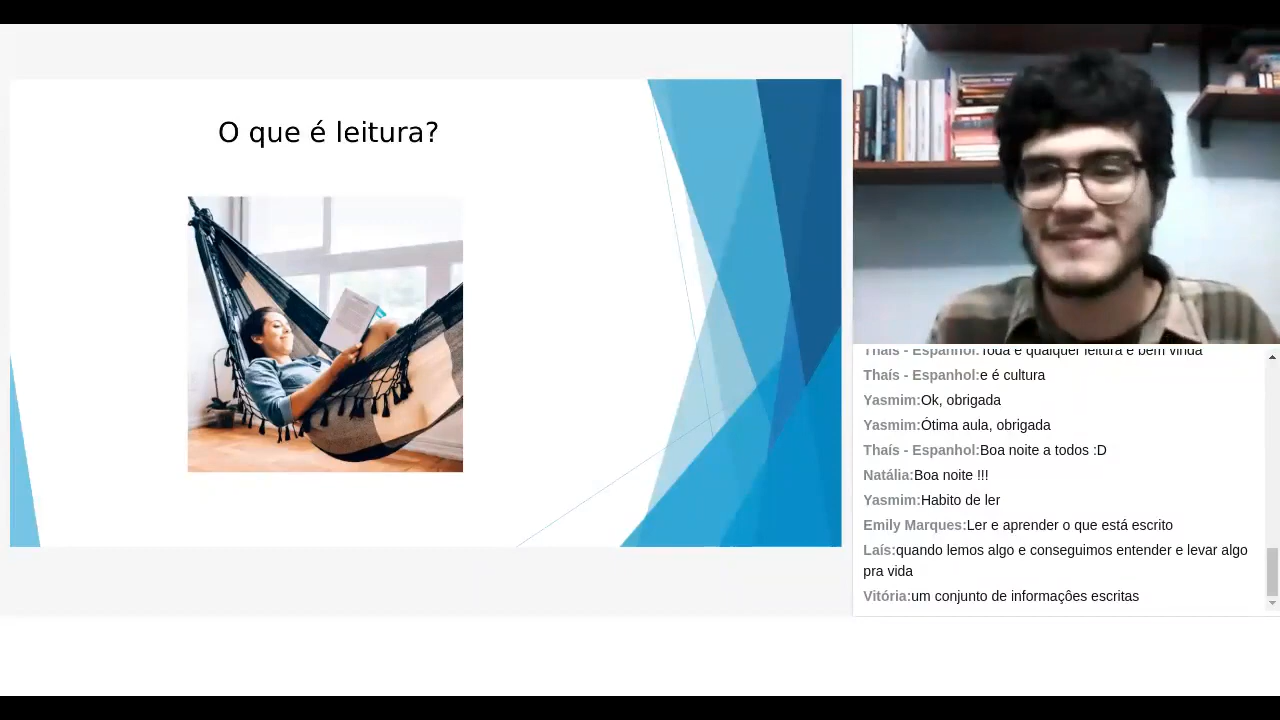 O que é leitura?
Thaís - Espanhol:Toda e qualquer leitura é bem vinda
Thaís - Espanhol:e é cultura
Yasmim:Ok, obrigada
Yasmim:Ótima aula, obrigada
Thaís - Espanhol:Boa noite a todos :D
Natália:Boa noite !!!
Yasmim:Habito de ler
Emily Marques:Ler e aprender o que está escrito
Laís:quando lemos algo e conseguimos entender e levar algo
pra vida
Vitória:um conjunto de informaçôes escritas